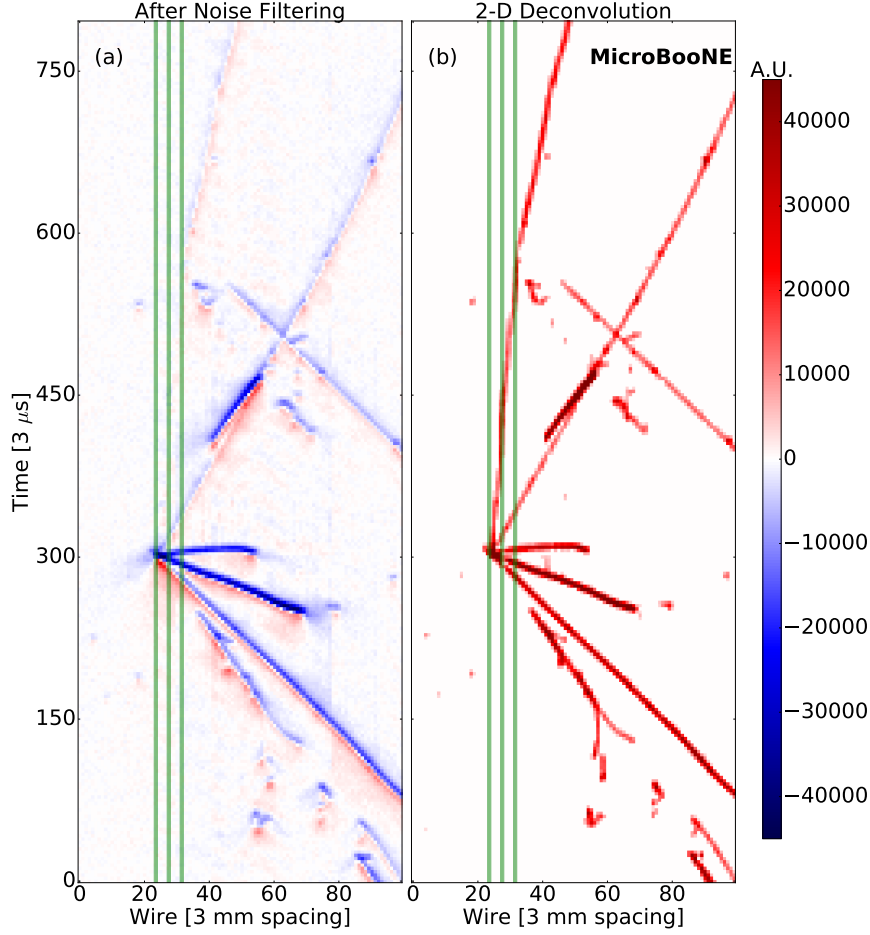 After Noise Filtering
2-D Deconvolution
(a)
(b)
MicroBooNE
A.U.
750
600
450
300
150
0
Time [3 μs]
0 20 40 60 80
0 20 40 60 80
Wire [3 mm spacing]
Wire [3 mm spacing]
40000
30000
20000
10000
0
−10000
−20000
−30000
−40000